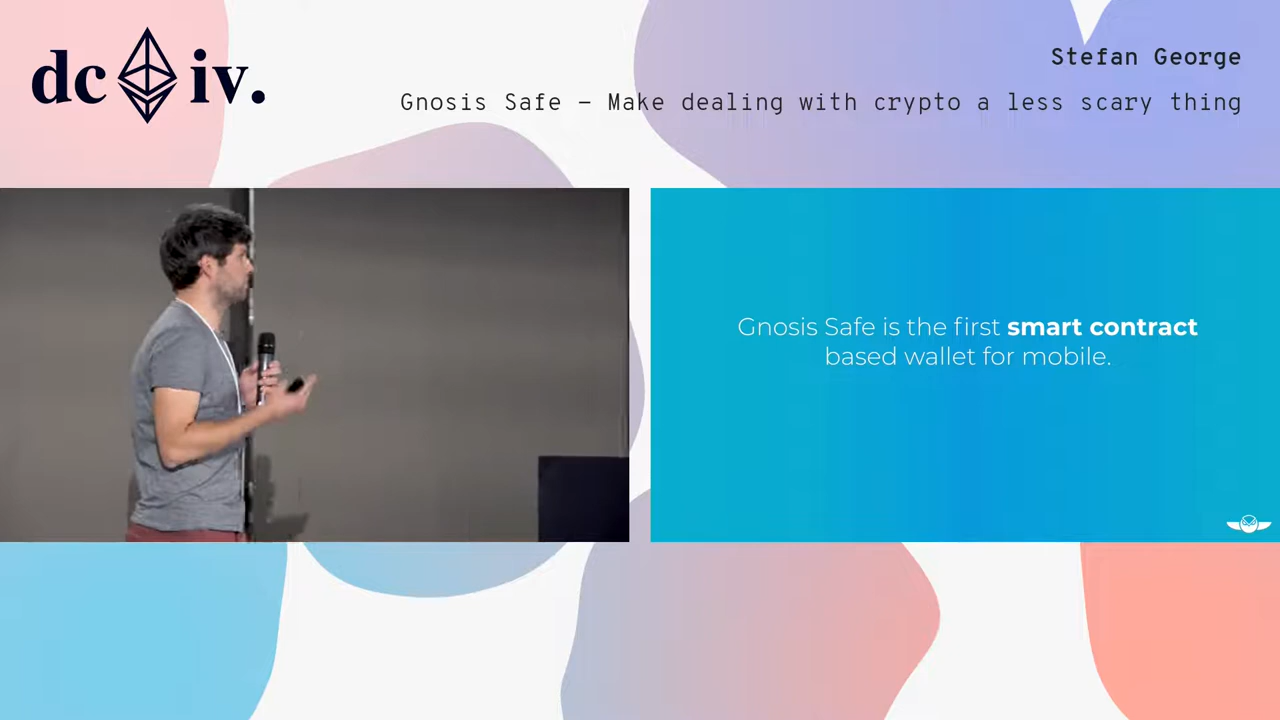 dc iv.
Stefan George
Gnosis Safe – Make dealing with crypto a less scary thing
Gnosis Safe is the first smart contract
based wallet for mobile.